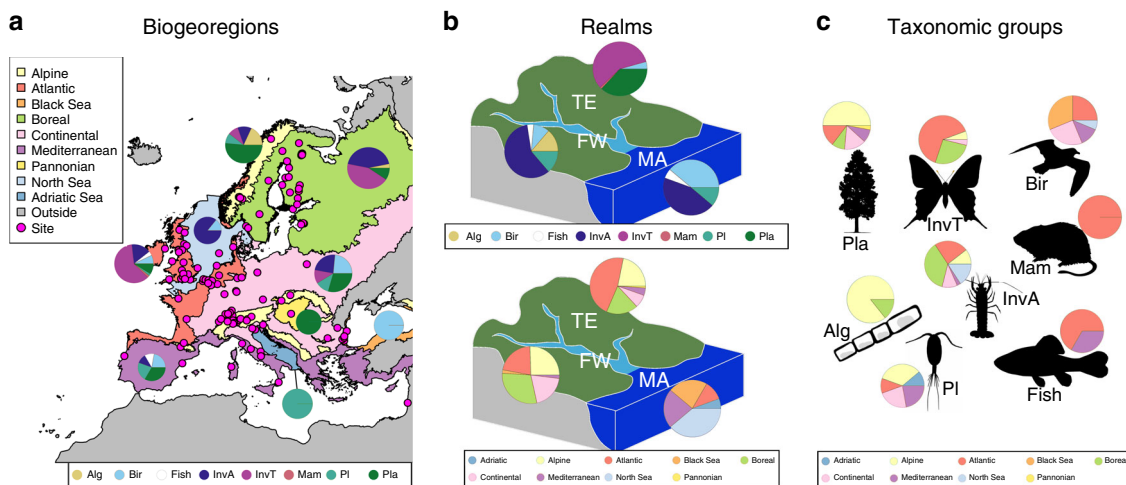 a Biogeoregions
Alpine
Atlantic
Black Sea
Boreal
Continental
Mediterranean
Pannonian
North Sea
Adriatic Sea
Outside
Site
Alg Bir Fish InvA InvT Mam Pl Pla
b Realms
TE
FW
MA
Alg Bir Fish InvA InvT Mam Pl Pla
TE
FW
MA
Adriatic Alpine Atlantic Black Sea Boreal
Continental Mediterranean North Sea Pannonian
c Taxonomic groups
Pla
InvT
Bir
Mam
InvA
Alg
Pl
Fish
Adriatic Alpine Atlantic Black Sea Boreal
Continental Mediterranean North Sea Pannonian